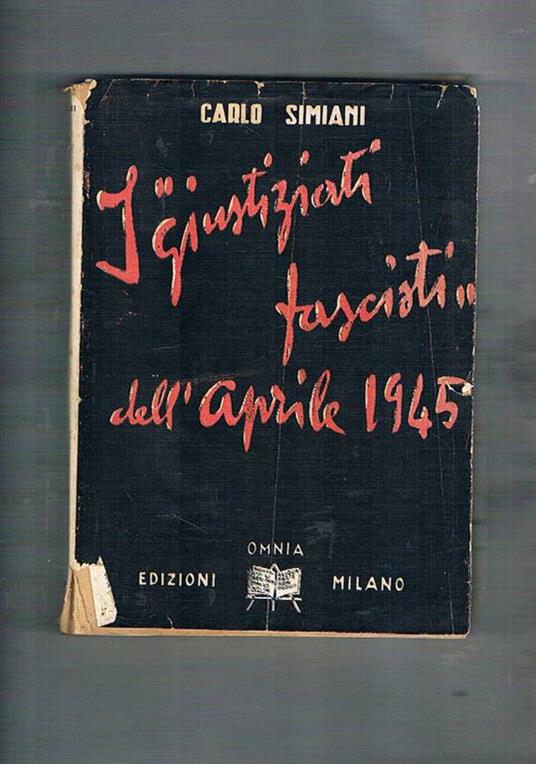 CARLO SIMIANI
I "giustiziati
fascisti"
dell'aprile 1945
OMNIA
EDIZIONI MILANO